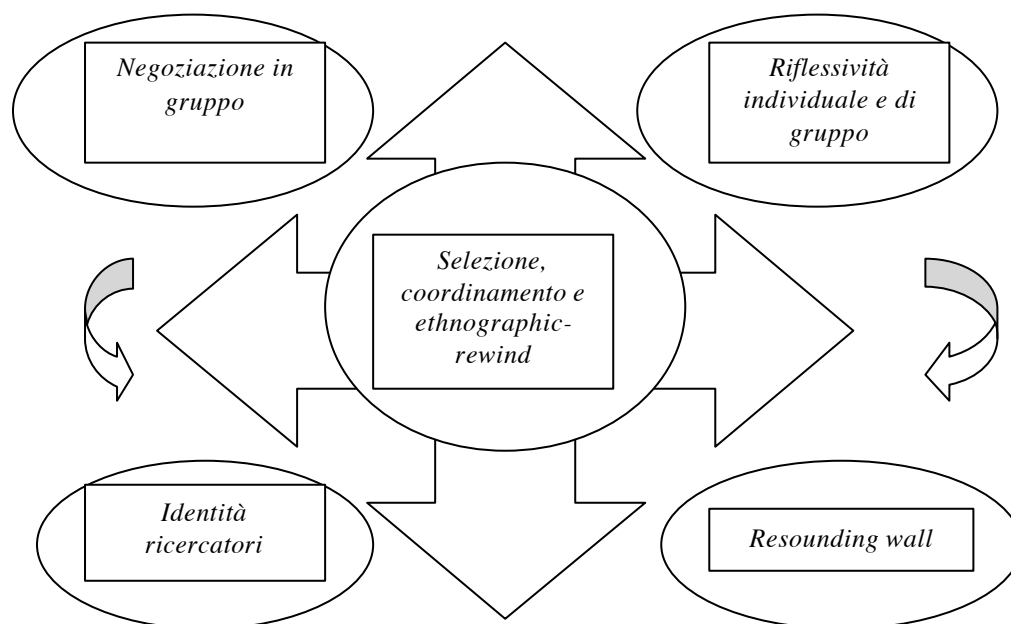 Negoziazione in
gruppo
Riflessività
individuale e di
gruppo
Selezione,
coordinamento e
ethnographic-
rewind
Identità
ricercatori
Resounding wall